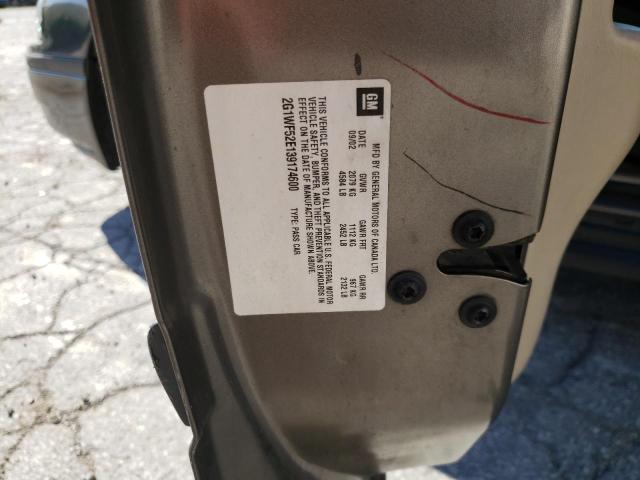 GM
MFD BY GENERAL MOTORS OF CANADA LTD.
DATE GVWR GAWR FRT GAWR RR
09/02 2079 KG 1112 KG 967 KG
4584 LB 2452 LB 2132 LB
THIS VEHICLE CONFORMS TO ALL APPLICABLE U.S. FEDERAL MOTOR
VEHICLE SAFETY, BUMPER, AND THEFT PREVENTION STANDARDS IN
EFFECT ON THE DATE OF MANUFACTURE SHOWN ABOVE.
2G1WF52E139174600 TYPE: PASS CAR